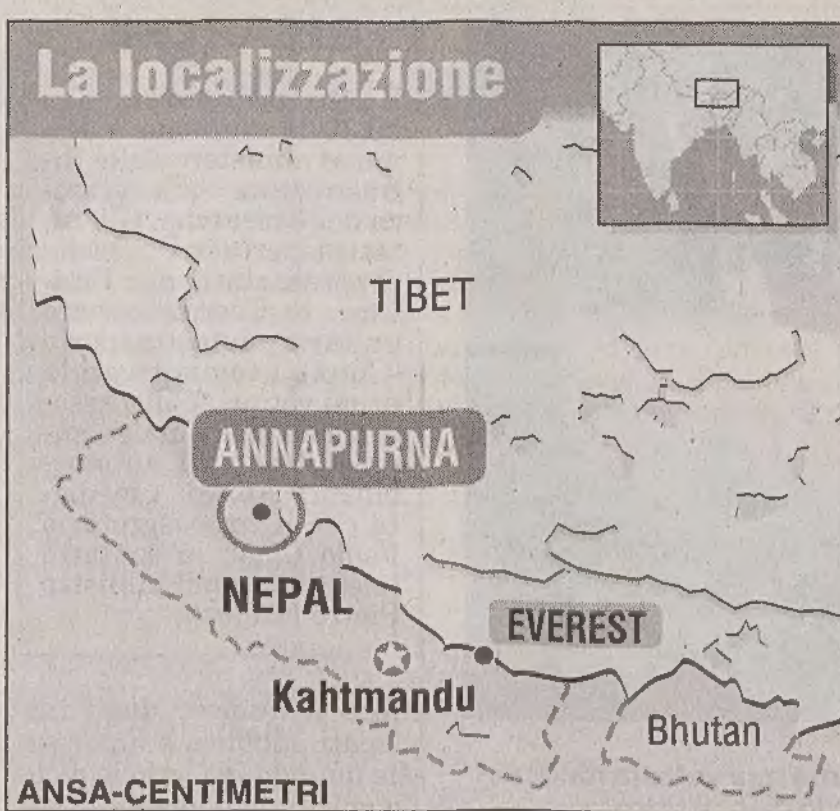 La localizzazione
TIBET
ANNAPURNA
NEPAL
EVEREST
Kahtmandu
Bhutan
ANSA-CENTIMETRI